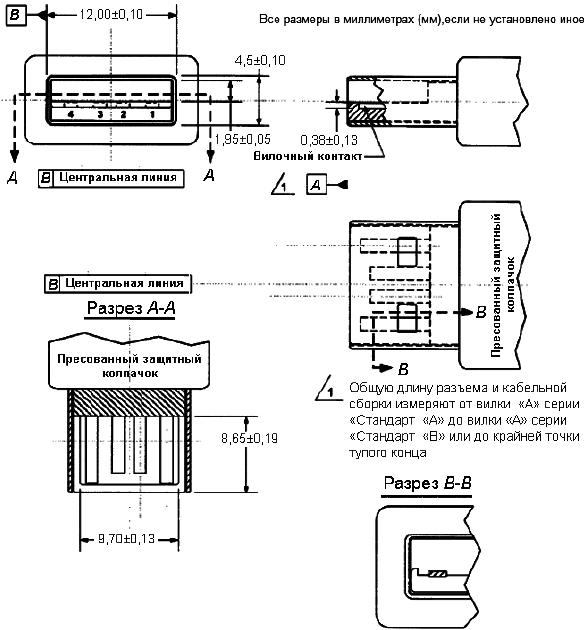 B
12,00±0,10
Все размеры в миллиметрах (мм),если не установлено иное
4,5±0,10
4 3 2 1
1,95±0,05
0,38±0,13
Вилочный контакт
A A
B Центральная линия
1 A
B Центральная линия
Разрез А-А
Пресованный защитный
колпачок
8,65±0,19
9,70±0,13
Пресованный защитный
колпачок
B
B
1
Общую длину разъема и кабельной
сборки измеряют от вилки «А» серии
«Стандарт «А» до вилки «А» серии
«Стандарт «В» или до крайней точки
тупого конца
Разрез В-В